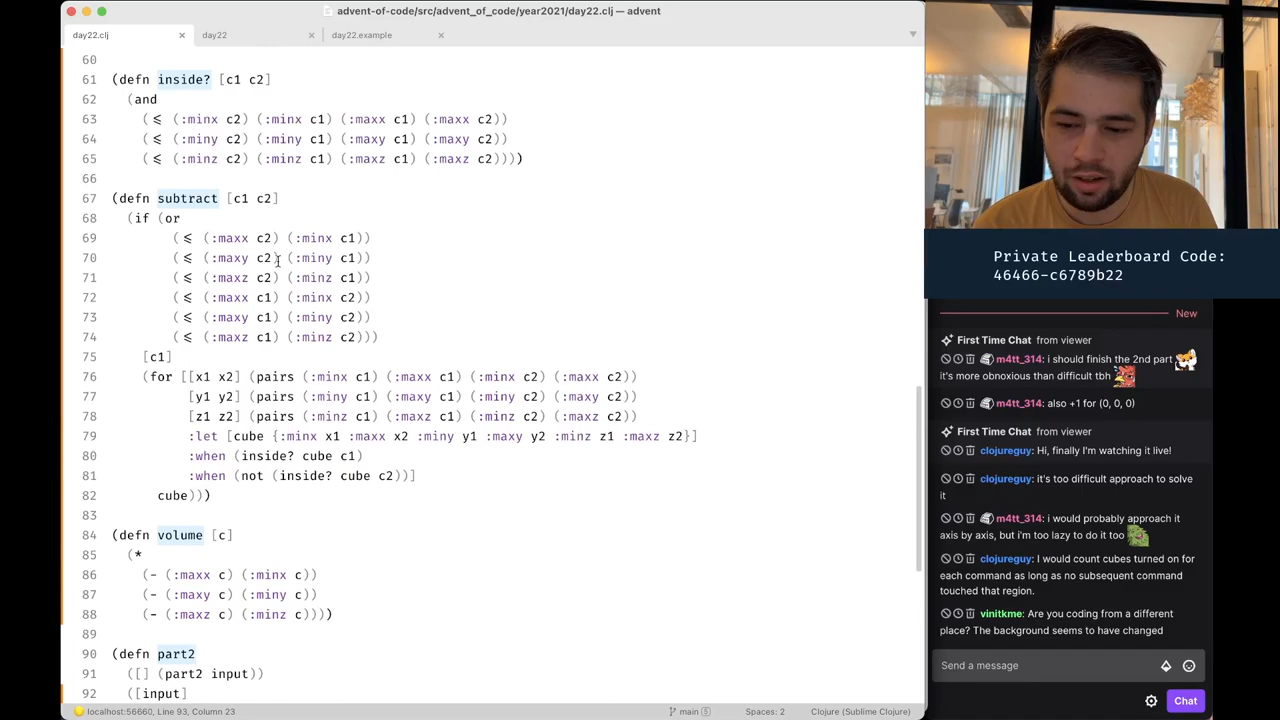 advent-of-code/src/advent_of_code/year2021/day22.clj — advent
day22.clj ×
day22 ×
day22.example ×
60
61 (defn inside? [c1 c2]
62 (and
63 (≤ (:minx c2) (:minx c1) (:maxx c1) (:maxx c2))
64 (≤ (:miny c2) (:miny c1) (:maxy c1) (:maxy c2))
65 (≤ (:minz c2) (:minz c1) (:maxz c1) (:maxz c2))))
66
67 (defn subtract [c1 c2]
68 (if (or
69 (≤ (:maxx c2) (:minx c1))
70 (≤ (:maxy c2) (:miny c1))
71 (≤ (:maxz c2) (:minz c1))
72 (≤ (:maxx c1) (:minx c2))
73 (≤ (:maxy c1) (:miny c2))
74 (≤ (:maxz c1) (:minz c2)))
75 [c1]
76 (for [[x1 x2] (pairs (:minx c1) (:maxx c1) (:minx c2) (:maxx c2))
77 [y1 y2] (pairs (:miny c1) (:maxy c1) (:miny c2) (:maxy c2))
78 [z1 z2] (pairs (:minz c1) (:maxz c1) (:minz c2) (:maxz c2))
79 :let [cube {:minx x1 :maxx x2 :miny y1 :maxy y2 :minz z1 :maxz z2}]
80 :when (inside? cube c1)
81 :when (not (inside? cube c2))]
82 cube)))
83
84 (defn volume [c]
85 (*
86 (- (:maxx c) (:minx c))
87 (- (:maxy c) (:miny c))
88 (- (:maxz c) (:minz c))))
89
90 (defn part2
91 ([] (part2 input))
92 ([input]
localhost:56660, Line 93, Column 23
main 5
Spaces: 2
Clojure (Sublime Clojure)
Private Leaderboard Code:
46466-c6789b22
New
First Time Chat from viewer
m4tt_314: i should finish the 2nd part
it's more obnoxious than difficult tbh
m4tt_314: also +1 for (0, 0, 0)
First Time Chat from viewer
clojureguy: Hi, finally I'm watching it live!
clojureguy: it's too difficult approach to solve
it
m4tt_314: i would probably approach it
axis by axis, but i'm too lazy to do it too
clojureguy: I would count cubes turned on for
each command as long as no subsequent command
touched that region.
vinitkme: Are you coding from a different
place? The background seems to have changed
Send a message
Chat